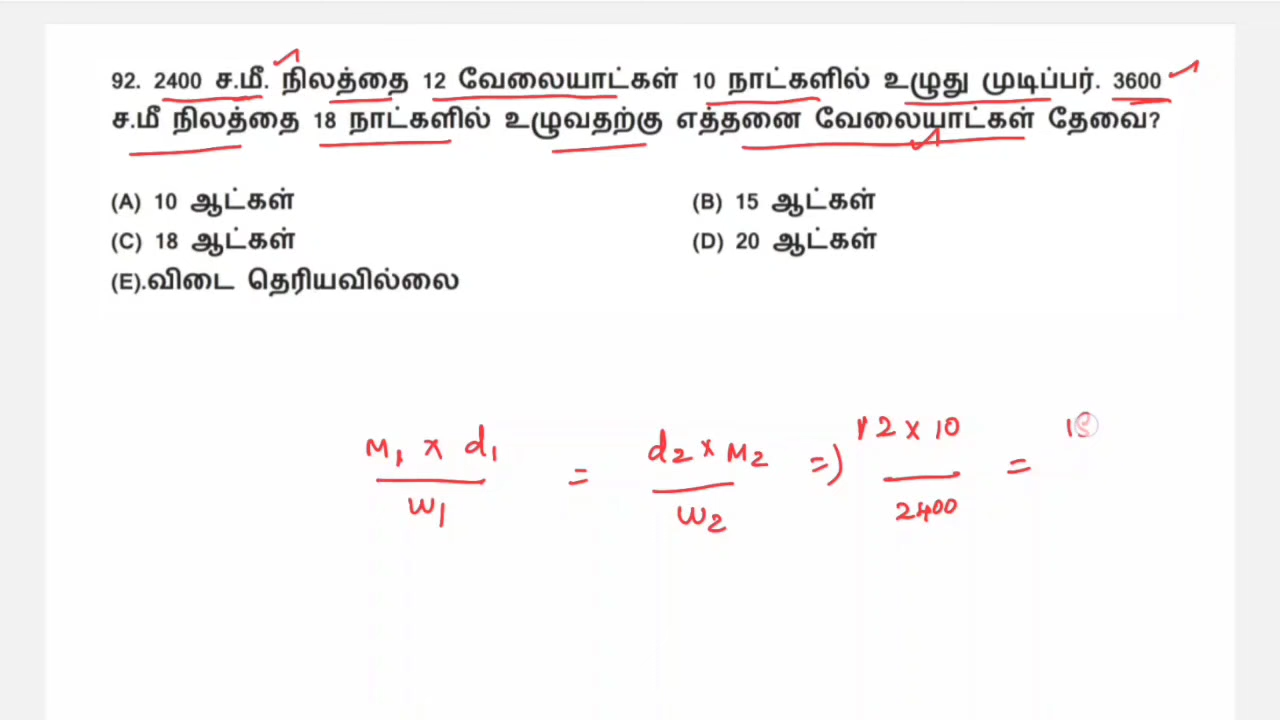 92. 2400 ச.மீ. நிலத்தை 12 வேலையாட்கள் 10 நாட்களில் உழுது முடிப்பர். 3600
ச.மீ நிலத்தை 18 நாட்களில் உழுவதற்கு எத்தனை வேலையாட்கள் தேவை?
(A) 10 ஆட்கள் (B) 15 ஆட்கள்
(C) 18 ஆட்கள் (D) 20 ஆட்கள்
(E).விடை தெரியவில்லை
M₁ × d₁ / W₁ = d₂ × M₂ / W₂ ⇒) 12 × 10 / 2400 = 18